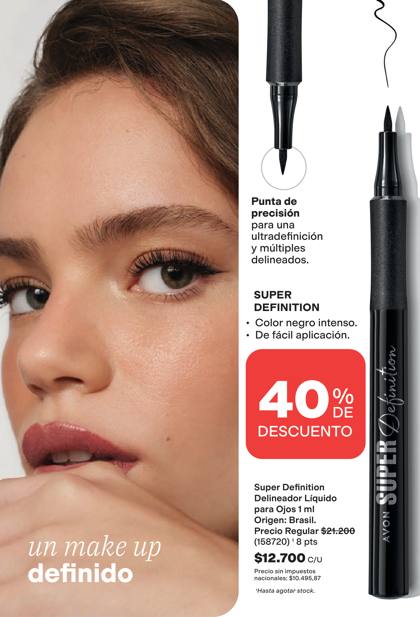 Punta de
precisión
para una
ultradefinición
y múltiples
delineados.
SUPER
DEFINITION
• Color negro intenso.
• De fácil aplicación.
40%
DE
DESCUENTO
Super Definition
Delineador Líquido
para Ojos 1 ml
Origen: Brasil.
Precio Regular $21.200
(158720) ¹ 8 pts
$12.700 C/U
Precio sin impuestos
nacionales: $10.495,87
¹Hasta agotar stock.
AVON SUPER Definition
un make up
definido